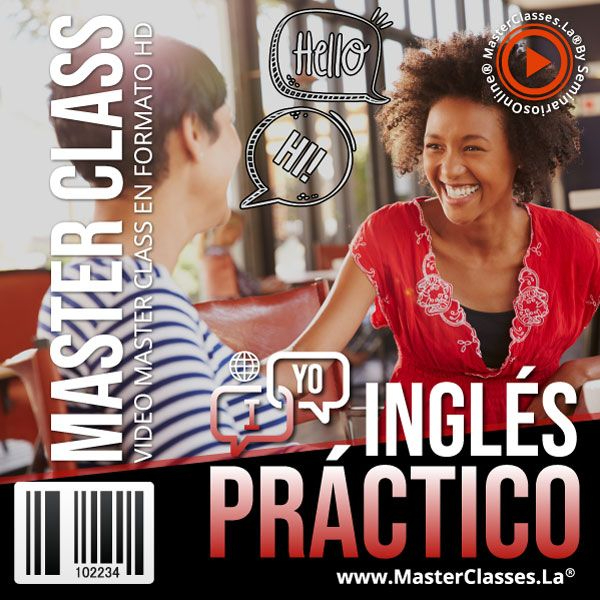 MASTER CLASS
VIDEO MASTER CLASS EN FORMATO HD
Hello
HI!
MasterClasses.La® By SeminariosOnline®
I
YO
INGLÉS
PRÁCTICO
102234
www.MasterClasses.La®